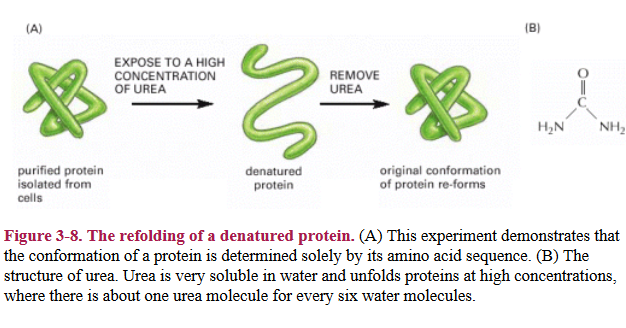 (A)
EXPOSE TO A HIGH
CONCENTRATION
OF UREA
REMOVE
UREA
purified protein
isolated from
cells
denatured
protein
original conformation
of protein re-forms
(B)
O
C
H₂N
NH₂
Figure 3-8. The refolding of a denatured protein. (A) This experiment demonstrates that
the conformation of a protein is determined solely by its amino acid sequence. (B) The
structure of urea. Urea is very soluble in water and unfolds proteins at high concentrations,
where there is about one urea molecule for every six water molecules.